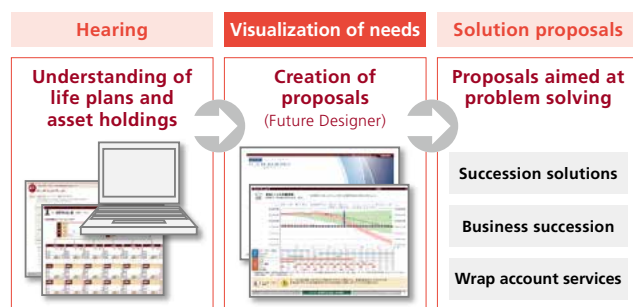 Hearing
Visualization of needs
Solution proposals
Understanding of
life plans and
asset holdings
Creation of
proposals
(Future Designer)
Proposals aimed at
problem solving
Succession solutions
Business succession
Wrap account services